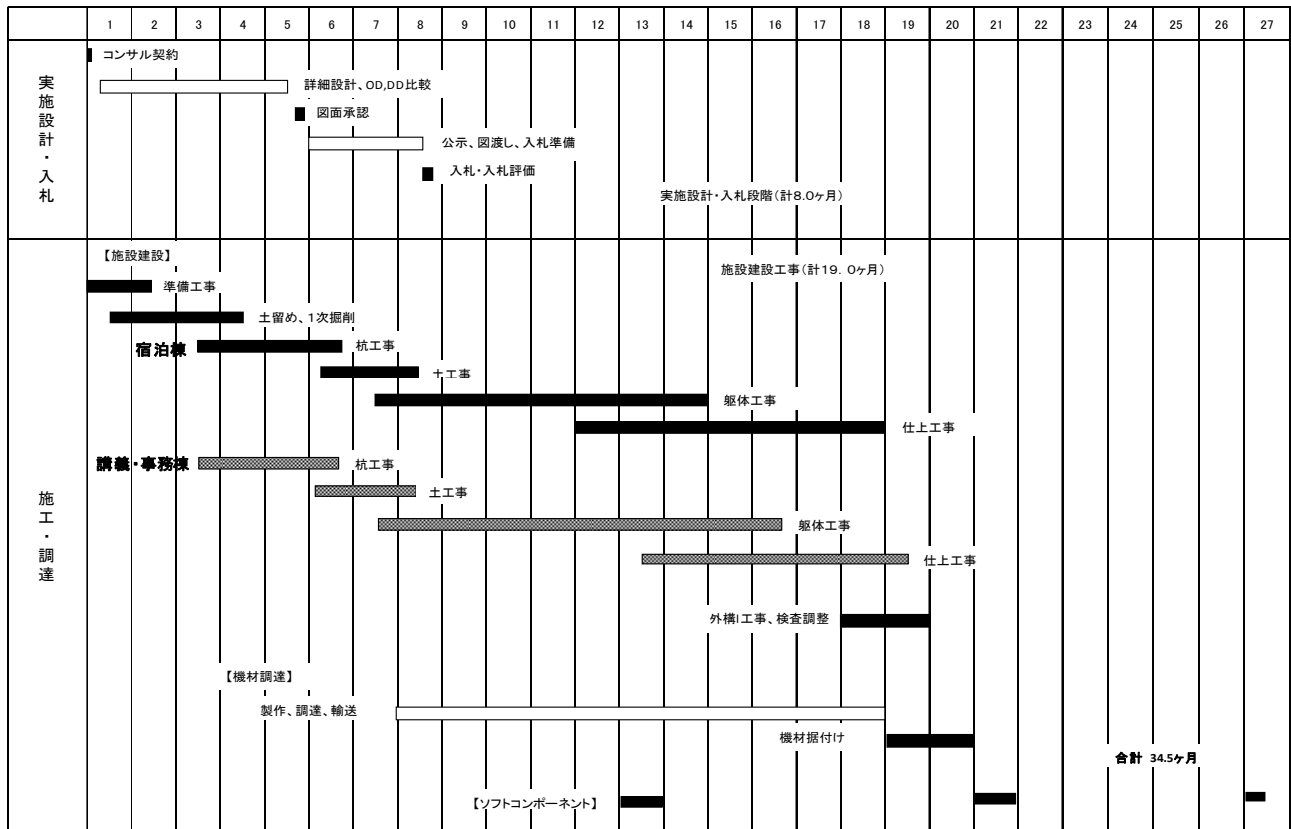 1 2 3 4 5 6 7 8 9 10 11 12 13 14 15 16 17 18 19 20 21 22 23 24 25 26 27
実施設計・入札
コンサル契約
詳細設計、OD,DD比較
図面承認
公示、図渡し、入札準備
入札・入札評価
実施設計・入札段階(計8.0ヶ月)
施工・調達
【施設建設】
施設建設工事(計19. 0ヶ月)
準備工事
土留め、1次掘削
宿泊棟
杭工事
土工事
躯体工事
仕上工事
講義・事務棟
杭工事
土工事
躯体工事
仕上工事
外構I工事、検査調整
【機材調達】
製作、調達、輸送
機材据付け
合計 34.5ヶ月
【ソフトコンポーネント】